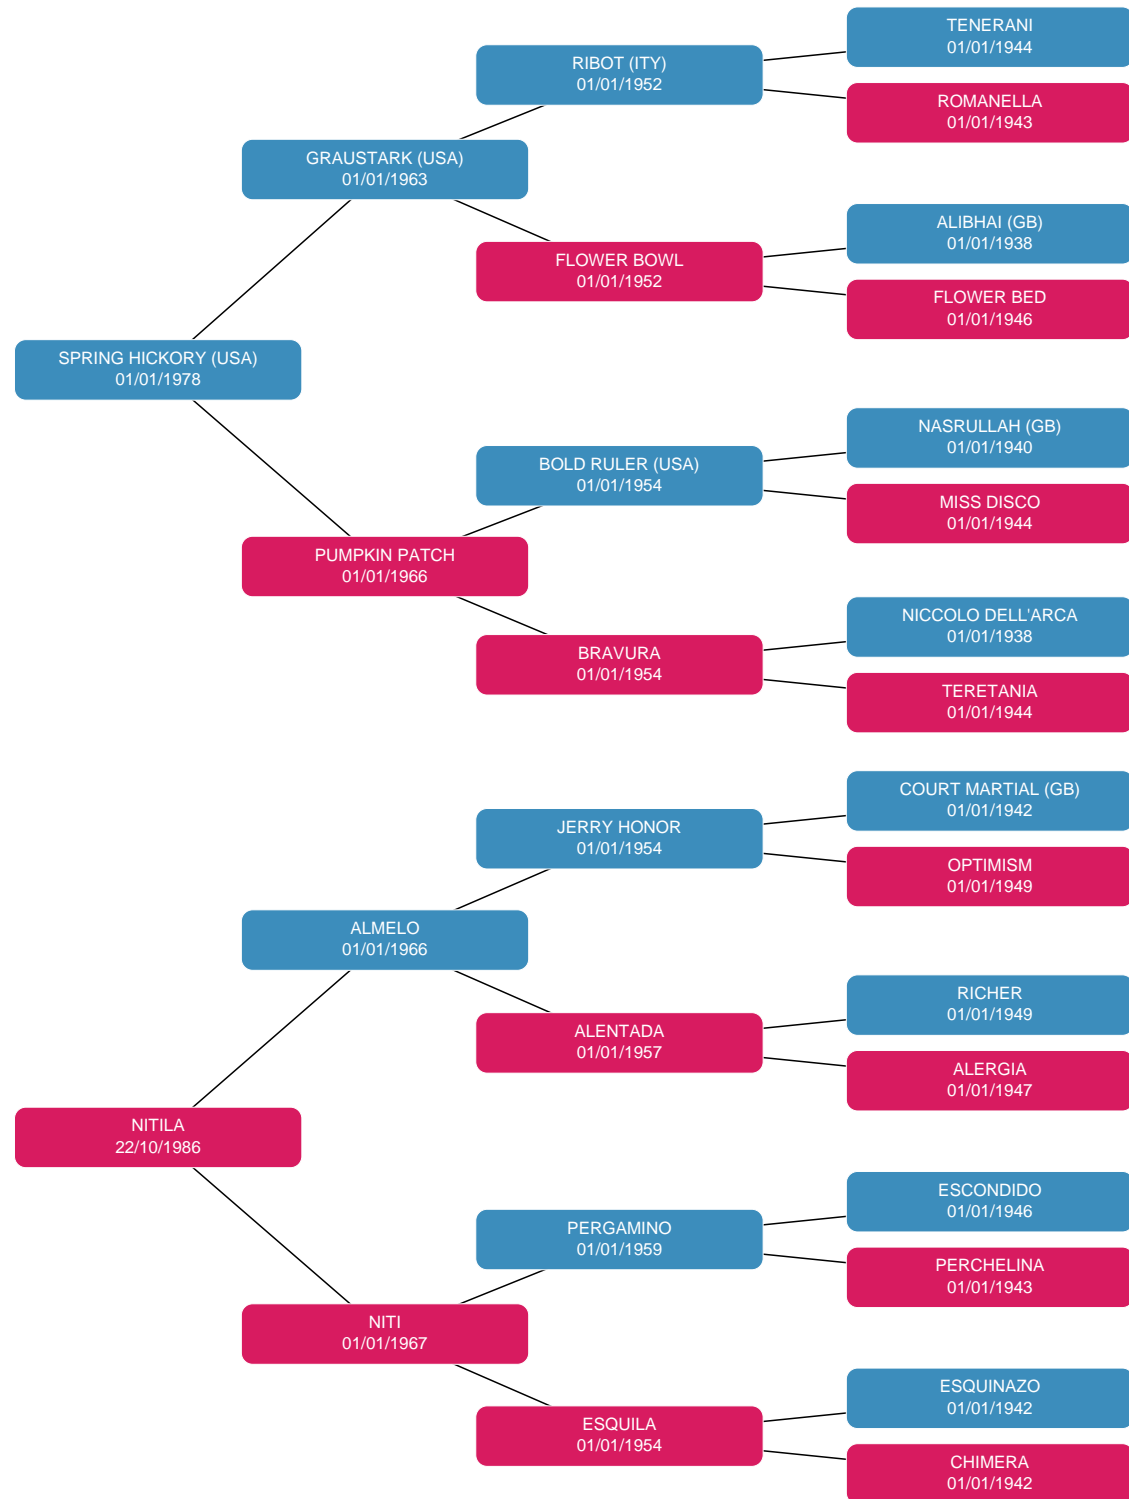 TENERANI
01/01/1944
RIBOT (ITY)
01/01/1952
ROMANELLA
01/01/1943
GRAUSTARK (USA)
01/01/1963
ALIBHAI (GB)
01/01/1938
FLOWER BOWL
01/01/1952
FLOWER BED
01/01/1946
SPRING HICKORY (USA)
01/01/1978
NASRULLAH (GB)
01/01/1940
BOLD RULER (USA)
01/01/1954
MISS DISCO
01/01/1944
PUMPKIN PATCH
01/01/1966
NICCOLO DELL'ARCA
01/01/1938
BRAVURA
01/01/1954
TERETANIA
01/01/1944
COURT MARTIAL (GB)
01/01/1942
JERRY HONOR
01/01/1954
OPTIMISM
01/01/1949
ALMELO
01/01/1966
RICHER
01/01/1949
ALENTADA
01/01/1957
ALERGIA
01/01/1947
NITILA
22/10/1986
ESCONDIDO
01/01/1946
PERGAMINO
01/01/1959
PERCHELINA
01/01/1943
NITI
01/01/1967
ESQUINAZO
01/01/1942
ESQUILA
01/01/1954
CHIMERA
01/01/1942